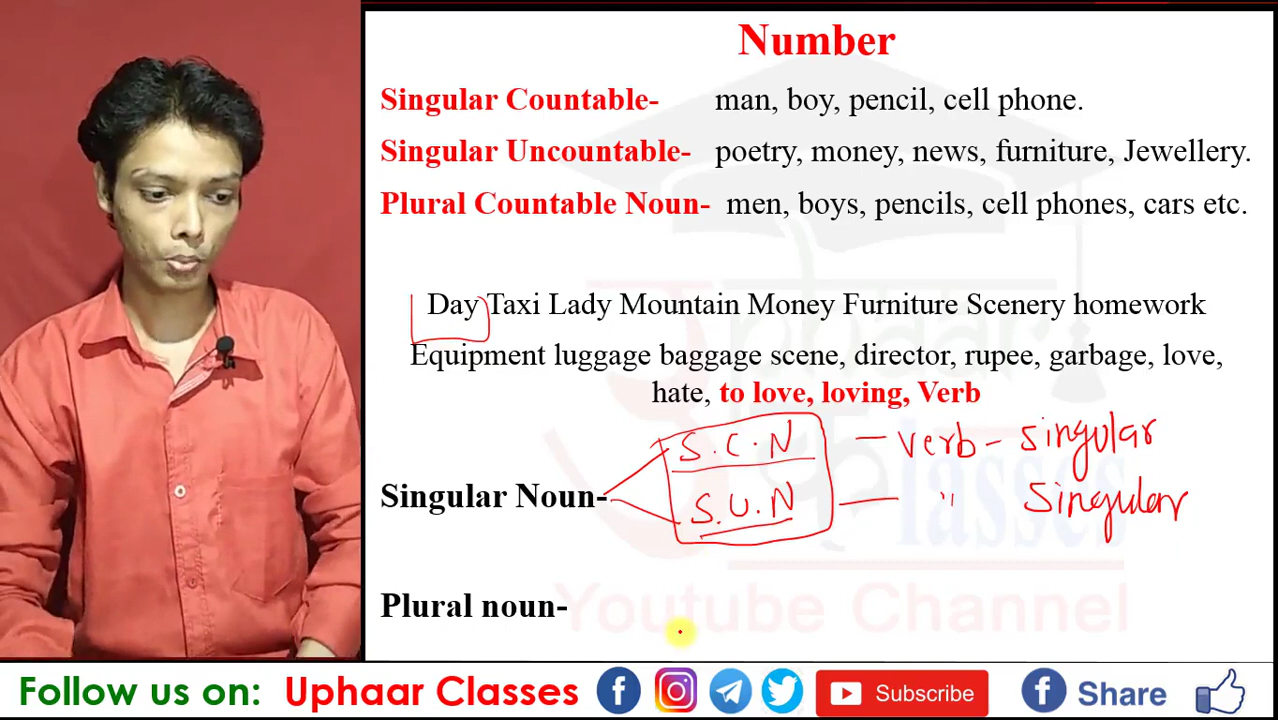 Number
Singular Countable- man, boy, pencil, cell phone.
Singular Uncountable- poetry, money, news, furniture, Jewellery.
Plural Countable Noun- men, boys, pencils, cell phones, cars etc.
Day Taxi Lady Mountain Money Furniture Scenery homework
Equipment luggage baggage scene, director, rupee, garbage, love,
hate, to love, loving, Verb
S.C.N - verb - singular
Singular Noun- S.U.N - " Singular
Plural noun-
Youtube Channel
Follow us on: Uphaar Classes Subscribe Share